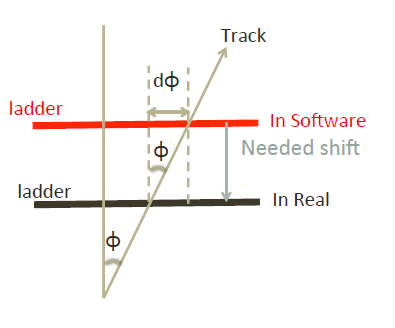 Track
dϕ
ladder
In Software
ϕ
Needed shift
ladder
In Real
ϕ